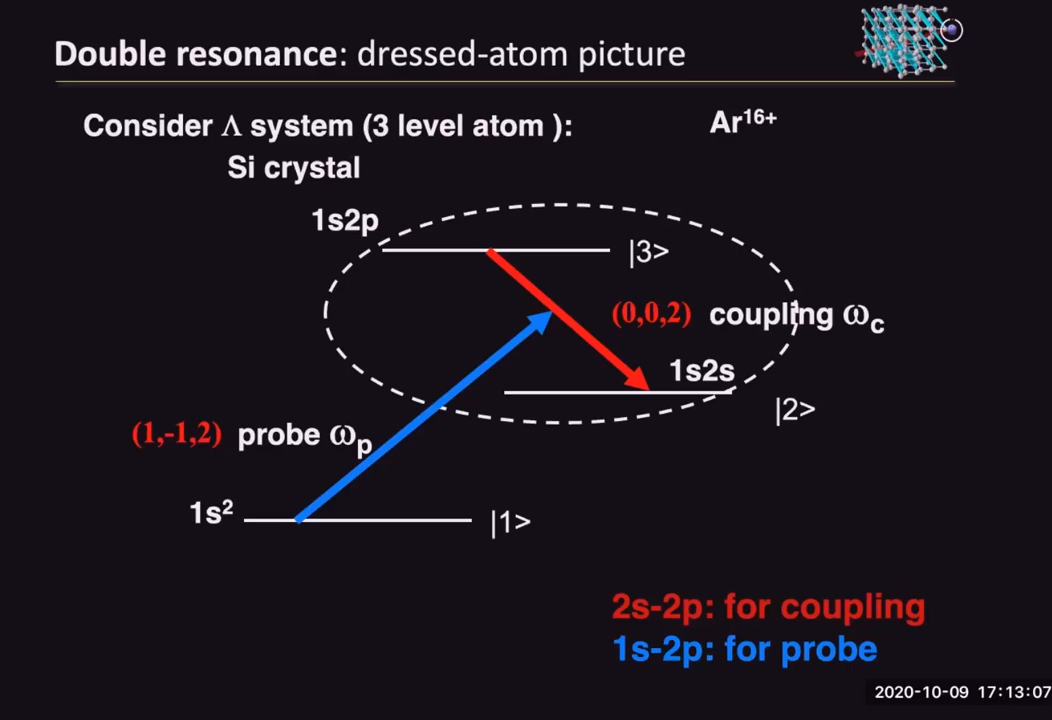 Double resonance: dressed-atom picture
Consider Λ system (3 level atom ):
Ar¹⁶⁺
Si crystal
1s2p
|3>
(0,0,2) coupling ωc
1s2s
|2>
(1,-1,2) probe ωp
1s²
|1>
2s-2p: for coupling
1s-2p: for probe
2020-10-09 17:13:07